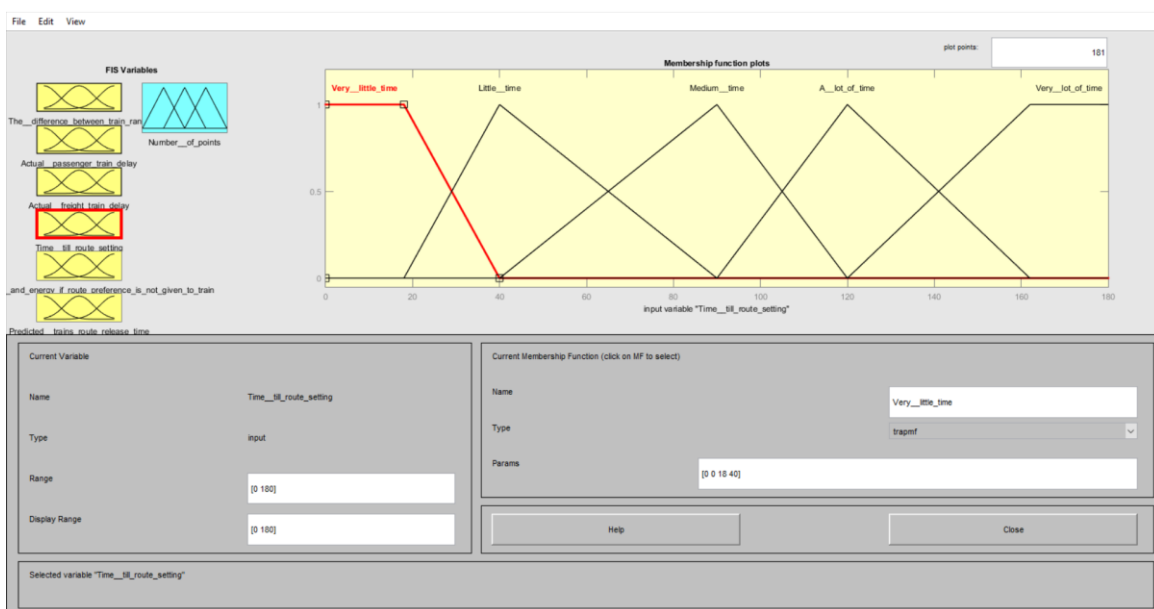 File Edit View
plot points:
181
FIS Variables
The__difference_between_train_ran
Actual__passenger_train_delay
Actual__freight_train_delay
Time__till_route_setting
_and_energy_if_route_preference_is_not_given_to_train
Predicted__trains_route_release_time
Number__of_points
Membership function plots
Very__little_time Little__time Medium__time A__lot_of_time Very__lot_of_time
1
0.5
0
0 20 40 60 80 100 120 140 160 180
input variable "Time__till_route_setting"
Current Variable
Name Time__till_route_setting
Type input
Range [0 180]
Display Range [0 180]
Current Membership Function (click on MF to select)
Name Very__little_time
Type trapmf
Params [0 0 18 40]
Help Close
Selected variable "Time__till_route_setting"